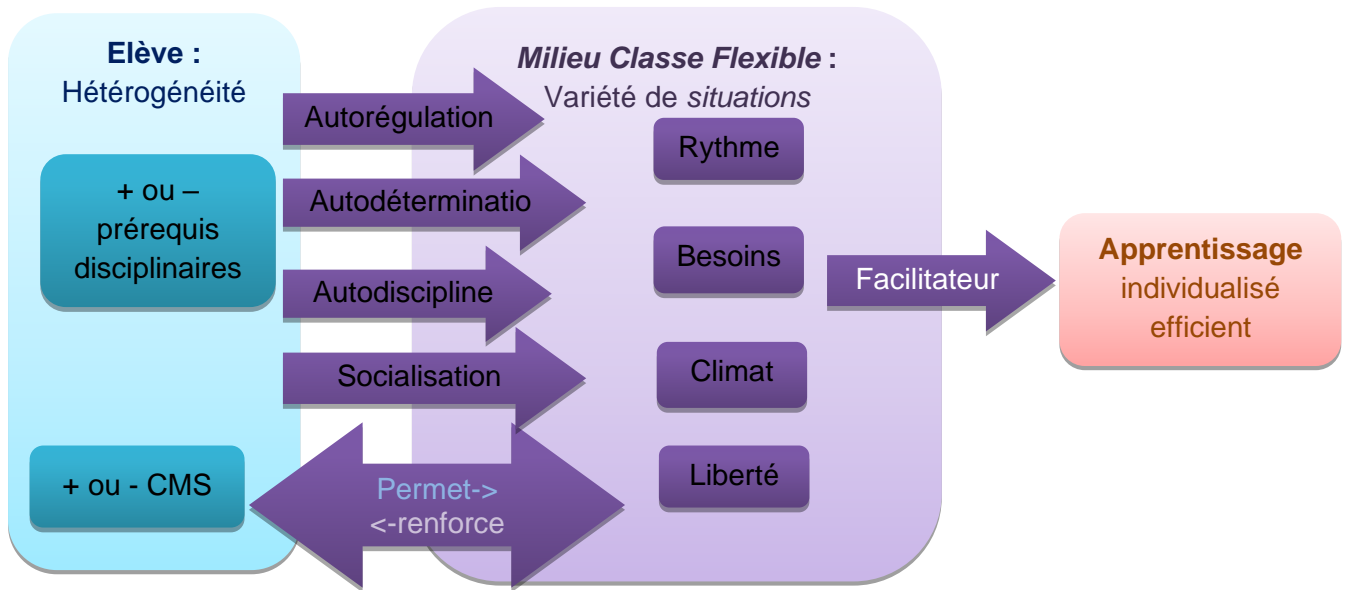 Elève :
Hétérogénéité
+ ou –
prérequis
disciplinaires
+ ou - CMS
Autorégulation
Autodéterminatio
Autodiscipline
Socialisation
Permet->
<-renforce
Milieu Classe Flexible :
Variété de situations
Rythme
Besoins
Climat
Liberté
Facilitateur
Apprentissage
individualisé
efficient